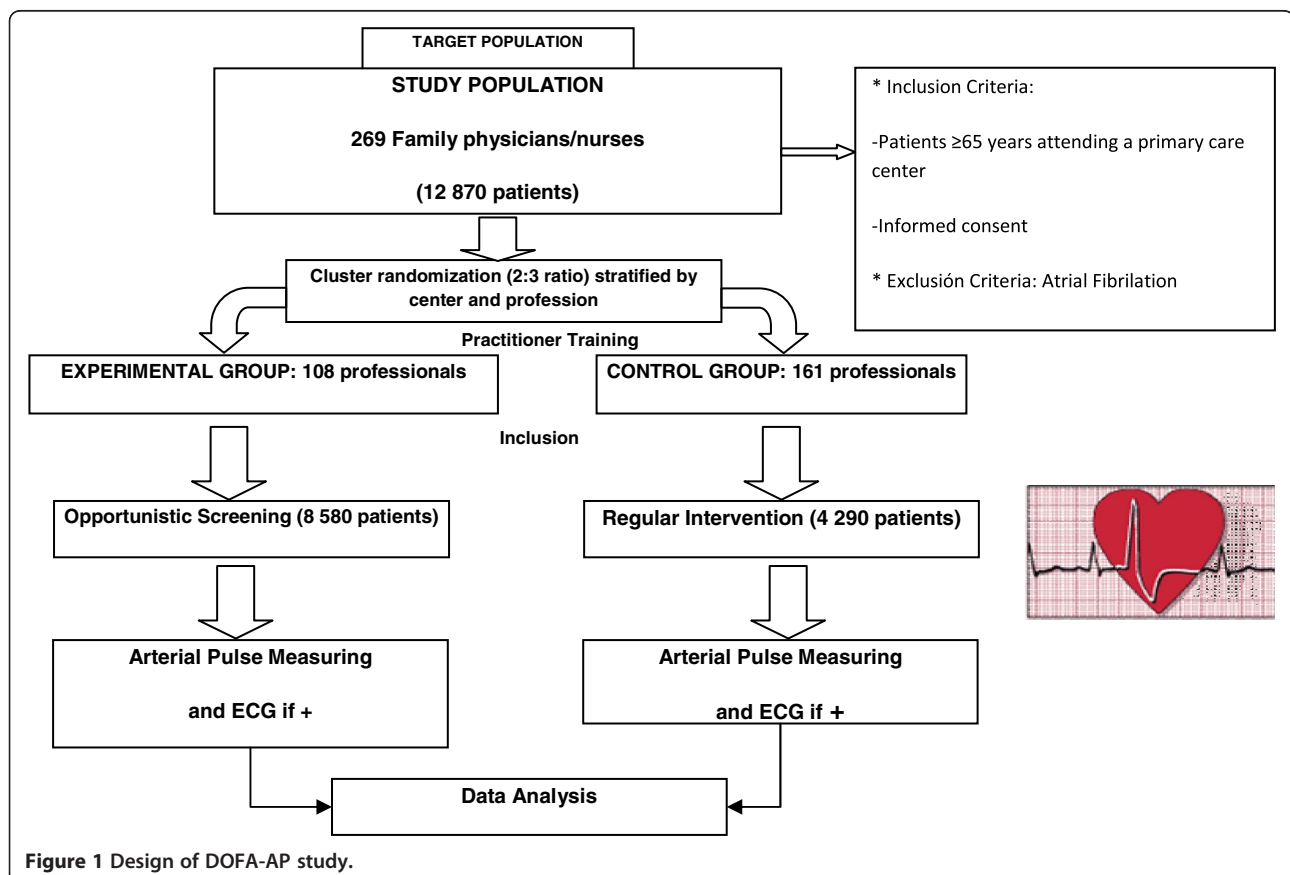 TARGET POPULATION
STUDY POPULATION
269 Family physicians/nurses
(12 870 patients)
* Inclusion Criteria:
-Patients ≥65 years attending a primary care
center
-Informed consent
* Exclusión Criteria: Atrial Fibrilation
Cluster randomization (2:3 ratio) stratified by
center and profession
Practitioner Training
EXPERIMENTAL GROUP: 108 professionals
CONTROL GROUP: 161 professionals
Inclusion
Opportunistic Screening (8 580 patients)
Regular Intervention (4 290 patients)
Arterial Pulse Measuring
and ECG if +
Arterial Pulse Measuring
and ECG if +
Data Analysis
Figure 1 Design of DOFA-AP study.